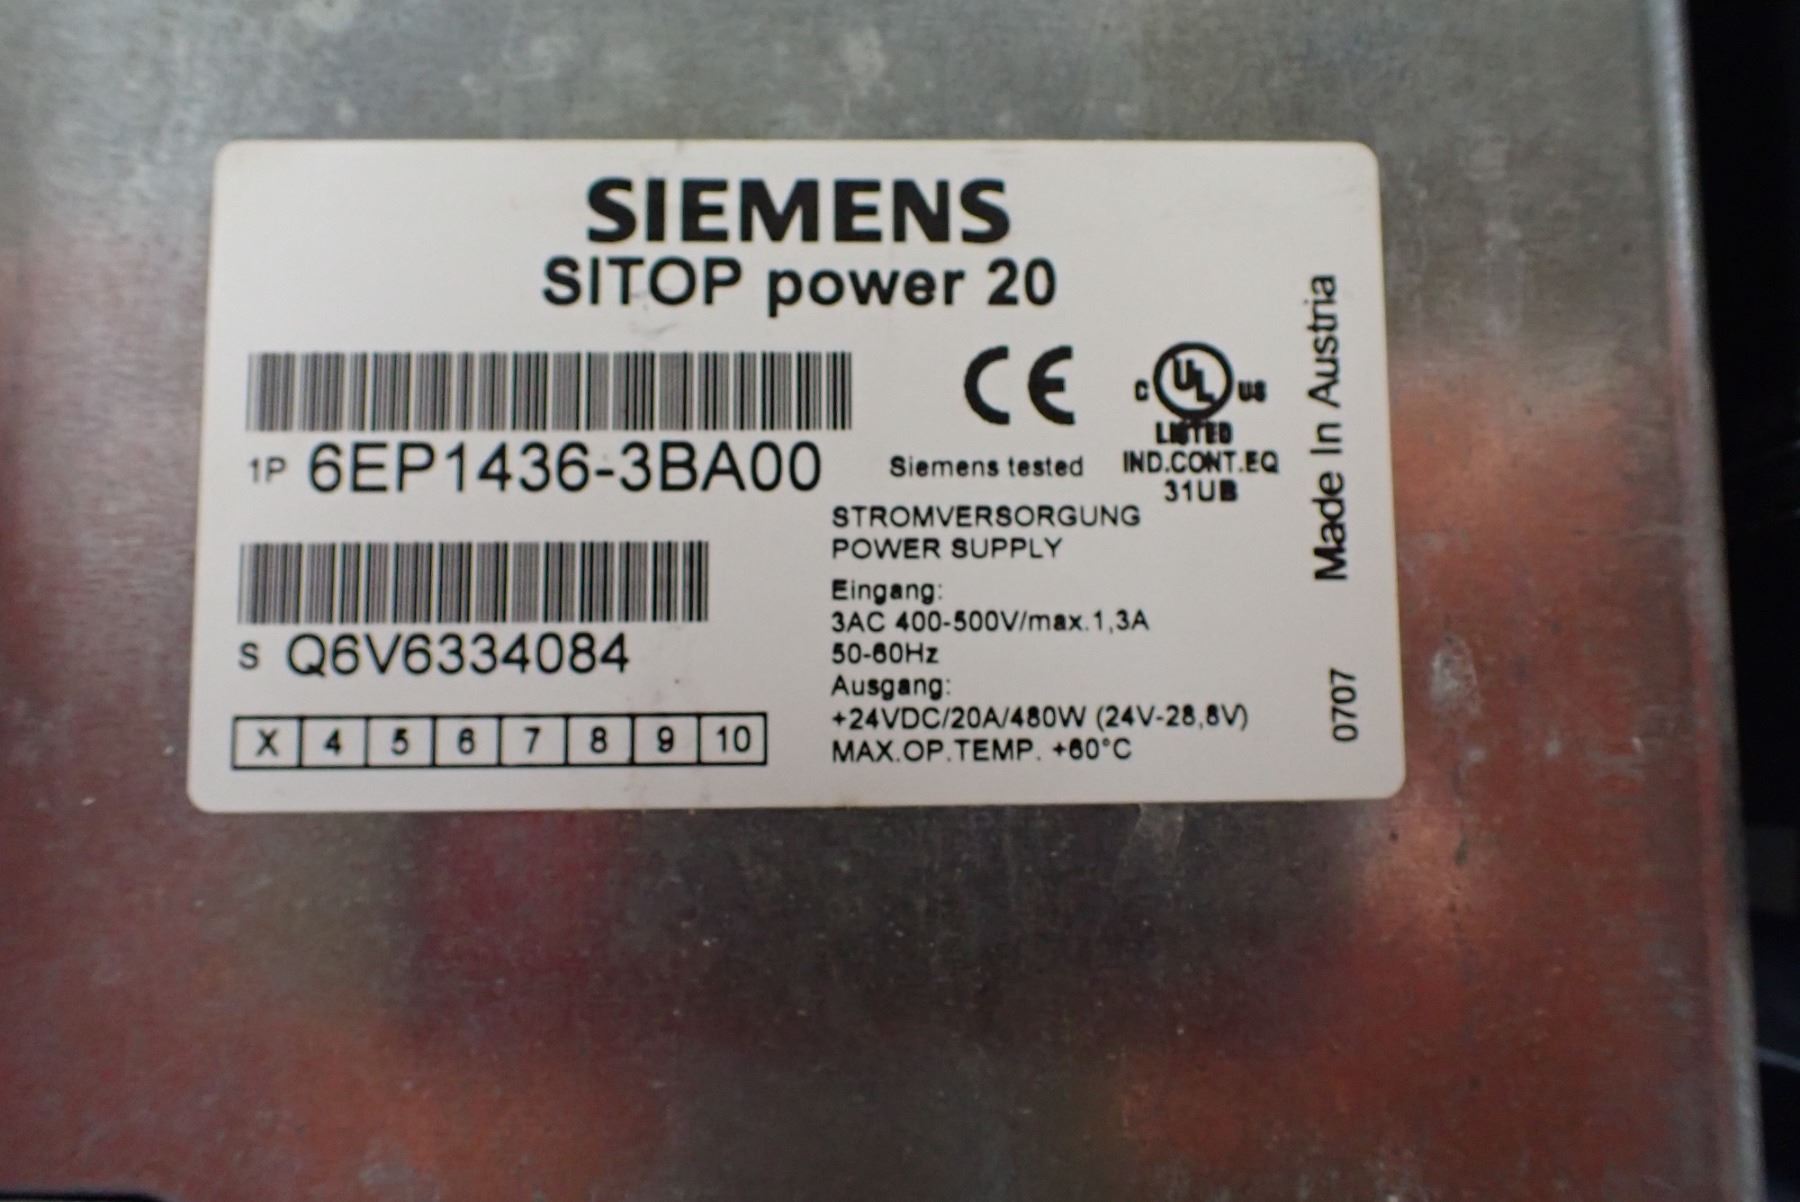 SIEMENS
SITOP power 20
1P 6EP1436-3BA00
S Q6V6334084
X 4 5 6 7 8 9 10
CE
Siemens tested
C UL US
LISTED
IND.CONT.EQ
31UB
STROMVERSORGUNG
POWER SUPPLY
Eingang:
3AC 400-500V/max.1,3A
50-60Hz
Ausgang:
+24VDC/20A/480W (24V-28,8V)
MAX.OP.TEMP. +60°C
Made In Austria
0707